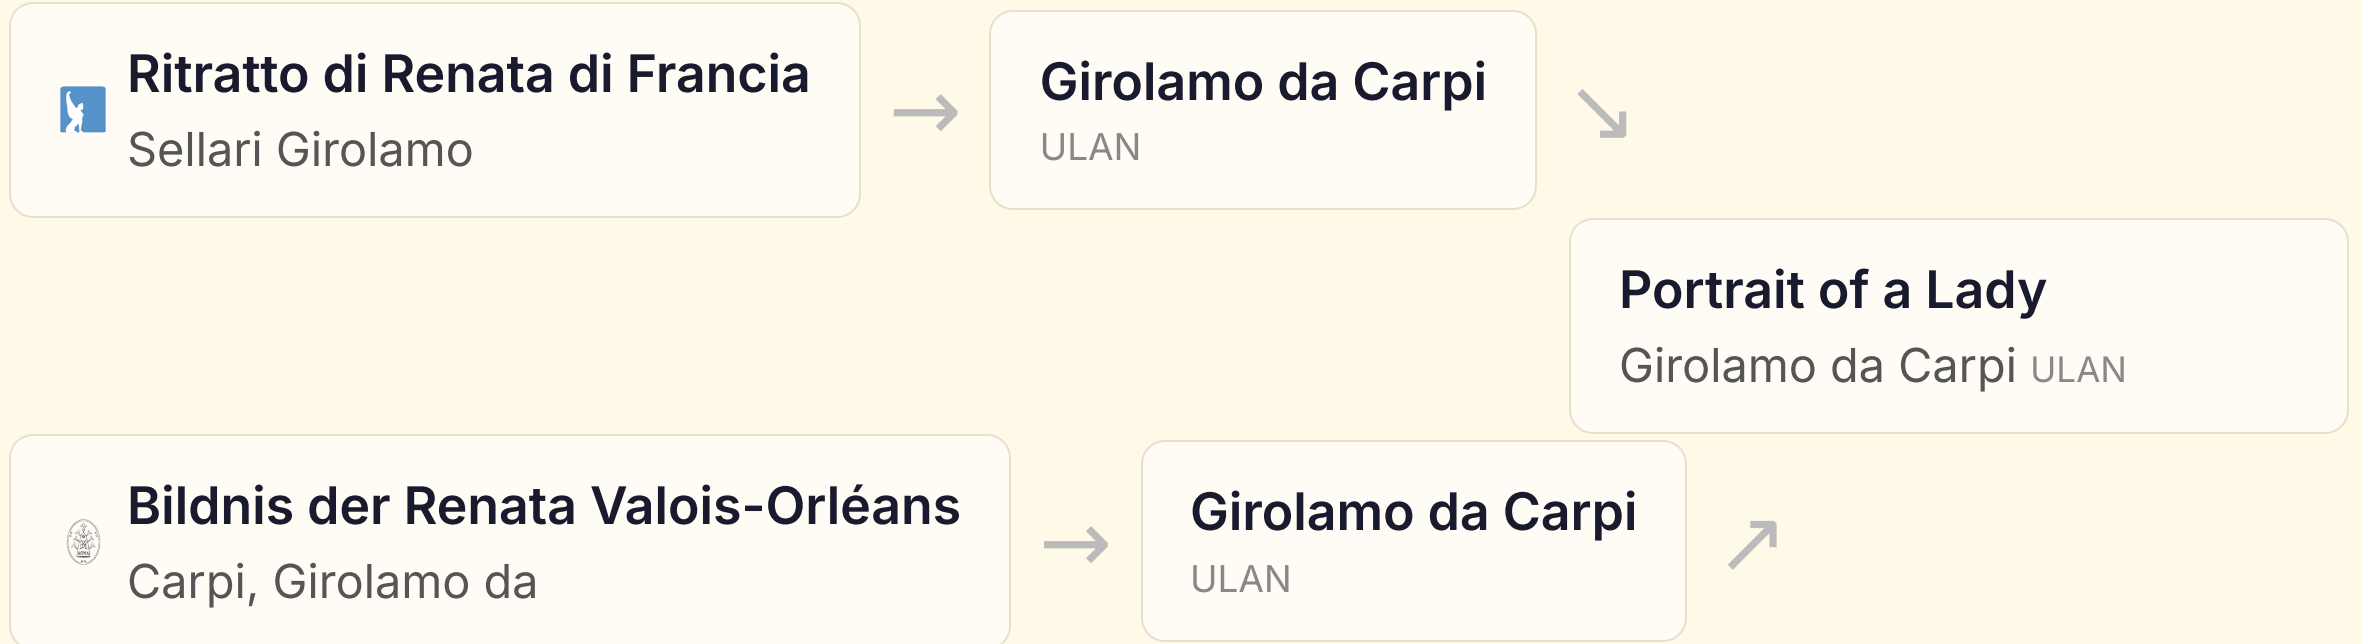 Ritratto di Renata di Francia
Sellari Girolamo
Girolamo da Carpi
ULAN
Portrait of a Lady
Girolamo da Carpi ULAN
Bildnis der Renata Valois-Orléans
Carpi, Girolamo da
Girolamo da Carpi
ULAN